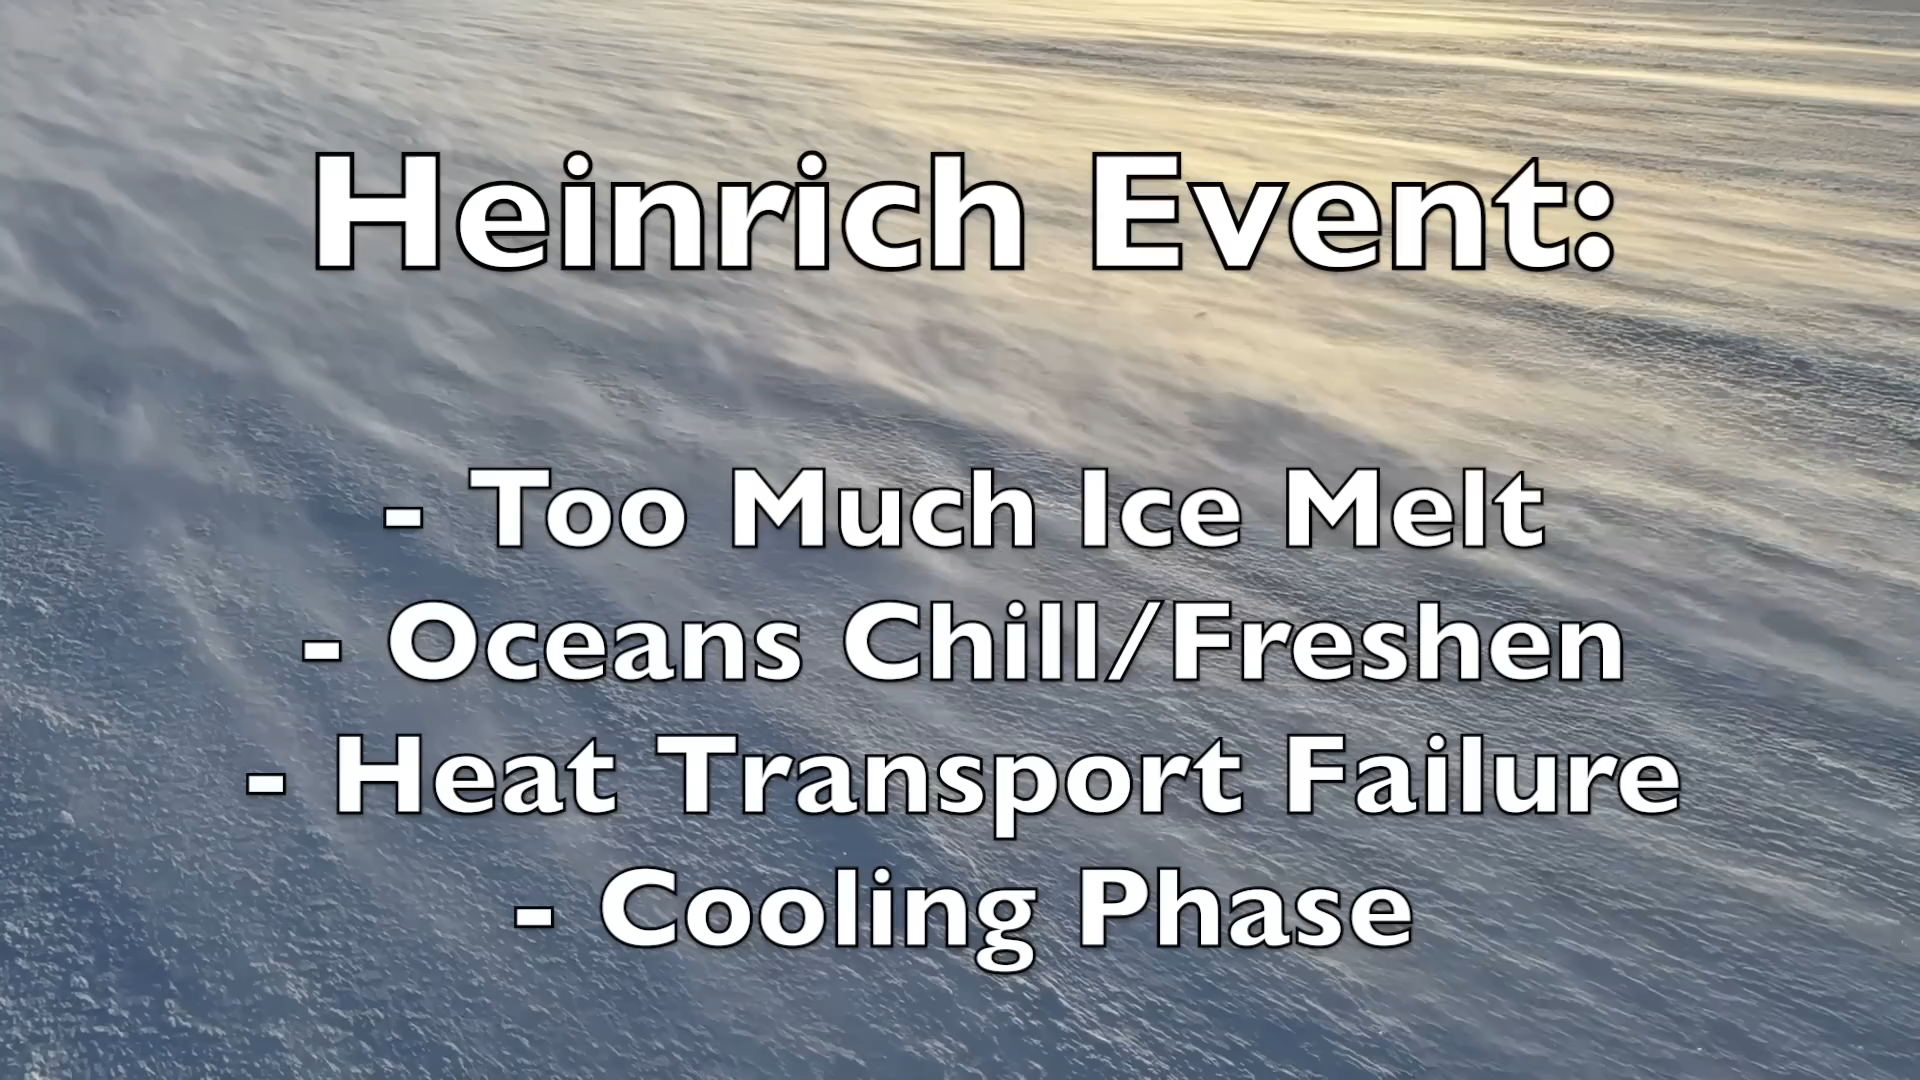 Heinrich Event:
- Too Much Ice Melt
- Oceans Chill/Freshen
- Heat Transport Failure
- Cooling Phase